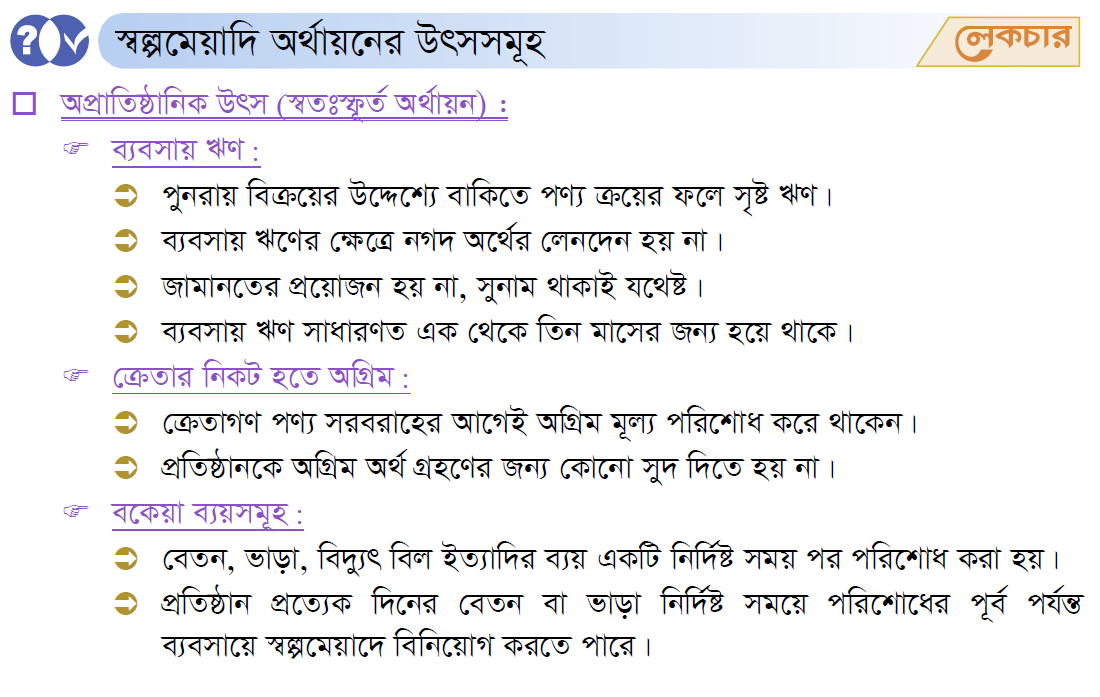 স্বল্পমেয়াদি অর্থায়নের উৎসসমূহ
লেকচার
অপ্রাতিষ্ঠানিক উৎস (স্বতঃস্ফূর্ত অর্থায়ন) :
ব্যবসায় ঋণ :
পুনরায় বিক্রয়ের উদ্দেশ্যে বাকিতে পণ্য ক্রয়ের ফলে সৃষ্ট ঋণ।
ব্যবসায় ঋণের ক্ষেত্রে নগদ অর্থের লেনদেন হয় না।
জামানতের প্রয়োজন হয় না, সুনাম থাকাই যথেষ্ট।
ব্যবসায় ঋণ সাধারণত এক থেকে তিন মাসের জন্য হয়ে থাকে।
ক্রেতার নিকট হতে অগ্রিম :
ক্রেতাগণ পণ্য সরবরাহের আগেই অগ্রিম মূল্য পরিশোধ করে থাকেন।
প্রতিষ্ঠানকে অগ্রিম অর্থ গ্রহণের জন্য কোনো সুদ দিতে হয় না।
বকেয়া ব্যয়সমূহ :
বেতন, ভাড়া, বিদ্যুৎ বিল ইত্যাদির ব্যয় একটি নির্দিষ্ট সময় পর পরিশোধ করা হয়।
প্রতিষ্ঠান প্রত্যেক দিনের বেতন বা ভাড়া নির্দিষ্ট সময়ে পরিশোধের পূর্ব পর্যন্ত
ব্যবসায়ে স্বল্পমেয়াদে বিনিয়োগ করতে পারে।